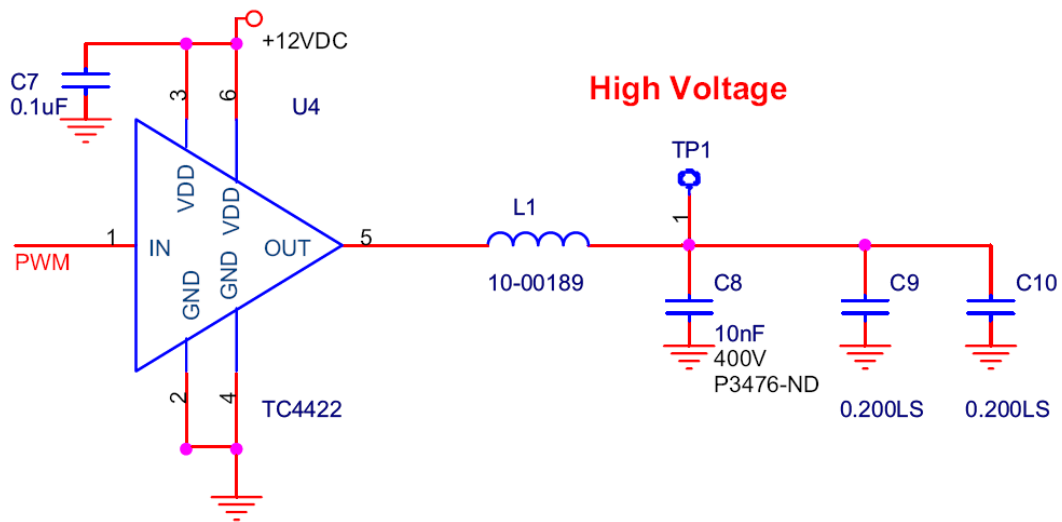 +12VDC
C7
0.1uF
3
6
U4
High Voltage
VDD
VDD
TP1
1
L1
PWM
1
IN
OUT
5
GND
GND
10-00189
C8
10nF
400V
P3476-ND
C9
C10
0.200LS
0.200LS
2
4
TC4422